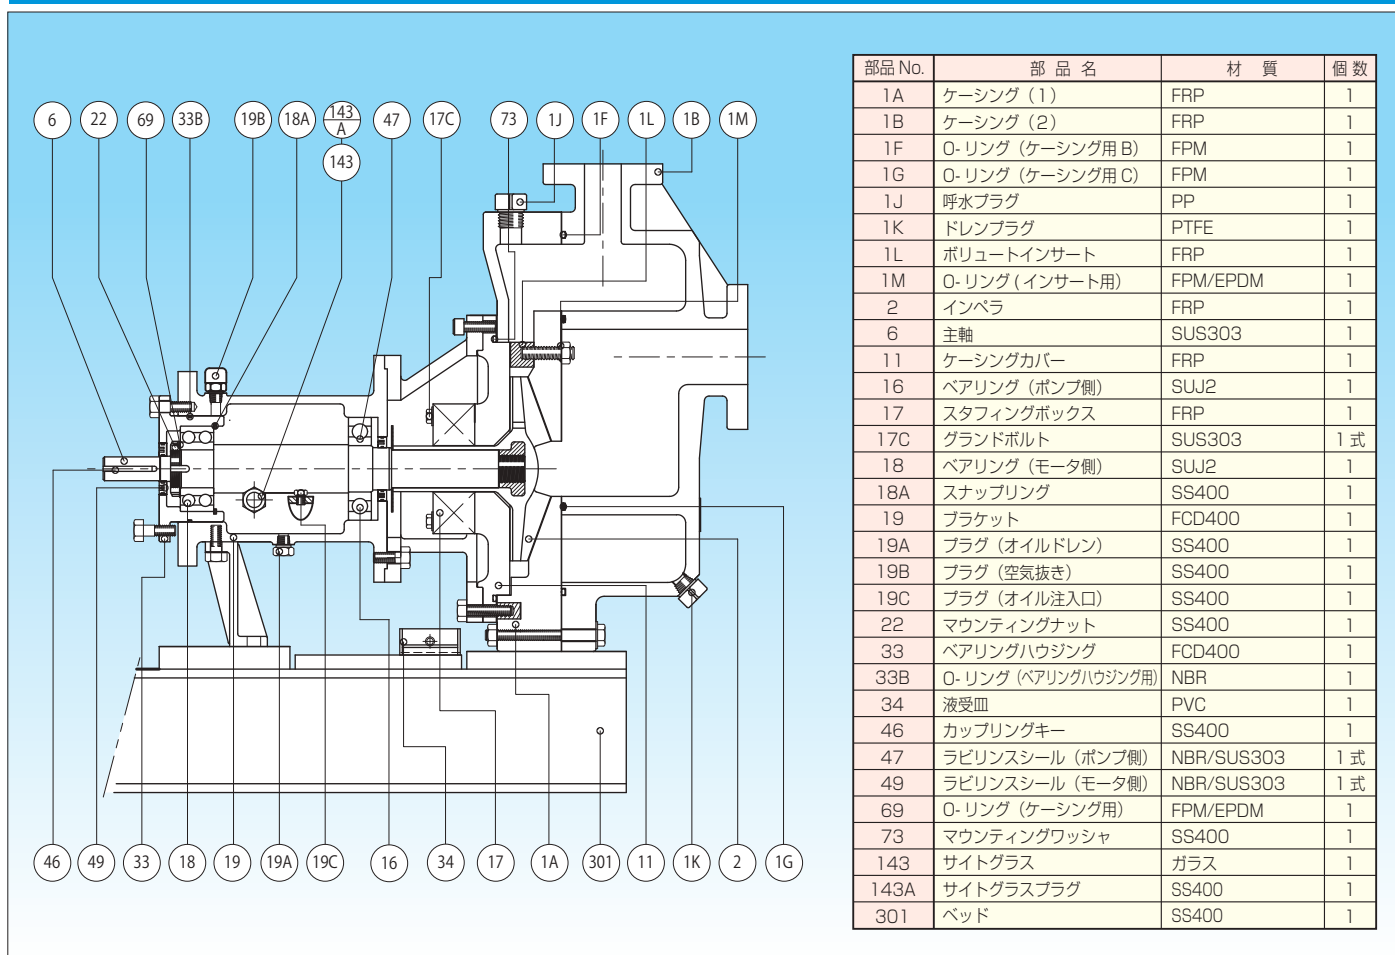 6 22 69 33B 19B 18A 143 A 47 17C 73 1J 1F 1L 1B 1M
143
46 49 33 18 19 19A 19C 16 34 17 1A 301 11 1K 2 1G
部品 No. 部品名 材質 個数
1A ケーシング（1） FRP 1
1B ケーシング（2） FRP 1
1F O-リング（ケーシング用 B） FPM 1
1G O-リング（ケーシング用 C） FPM 1
1J 呼水プラグ PP 1
1K ドレンプラグ PTFE 1
1L ボリュートインサート FRP 1
1M O-リング(インサート用) FPM/EPDM 1
2 インペラ FRP 1
6 主軸 SUS303 1
11 ケーシングカバー FRP 1
16 ベアリング（ポンプ側） SUJ2 1
17 スタフィングボックス FRP 1
17C グランドボルト SUS303 1式
18 ベアリング（モータ側） SUJ2 1
18A スナップリング SS400 1
19 ブラケット FCD400 1
19A プラグ（オイルドレン） SS400 1
19B プラグ（空気抜き） SS400 1
19C プラグ（オイル注入口） SS400 1
22 マウンティングナット SS400 1
33 ベアリングハウジング FCD400 1
33B O-リング（ベアリングハウジング用） NBR 1
34 液受皿 PVC 1
46 カップリングキー SS400 1
47 ラビリンスシール（ポンプ側） NBR/SUS303 1式
49 ラビリンスシール（モータ側） NBR/SUS303 1式
69 O-リング（ケーシング用） FPM/EPDM 1
73 マウンティングワッシャ SS400 1
143 サイトグラス ガラス 1
143A サイトグラスプラグ SS400 1
301 ベッド SS400 1